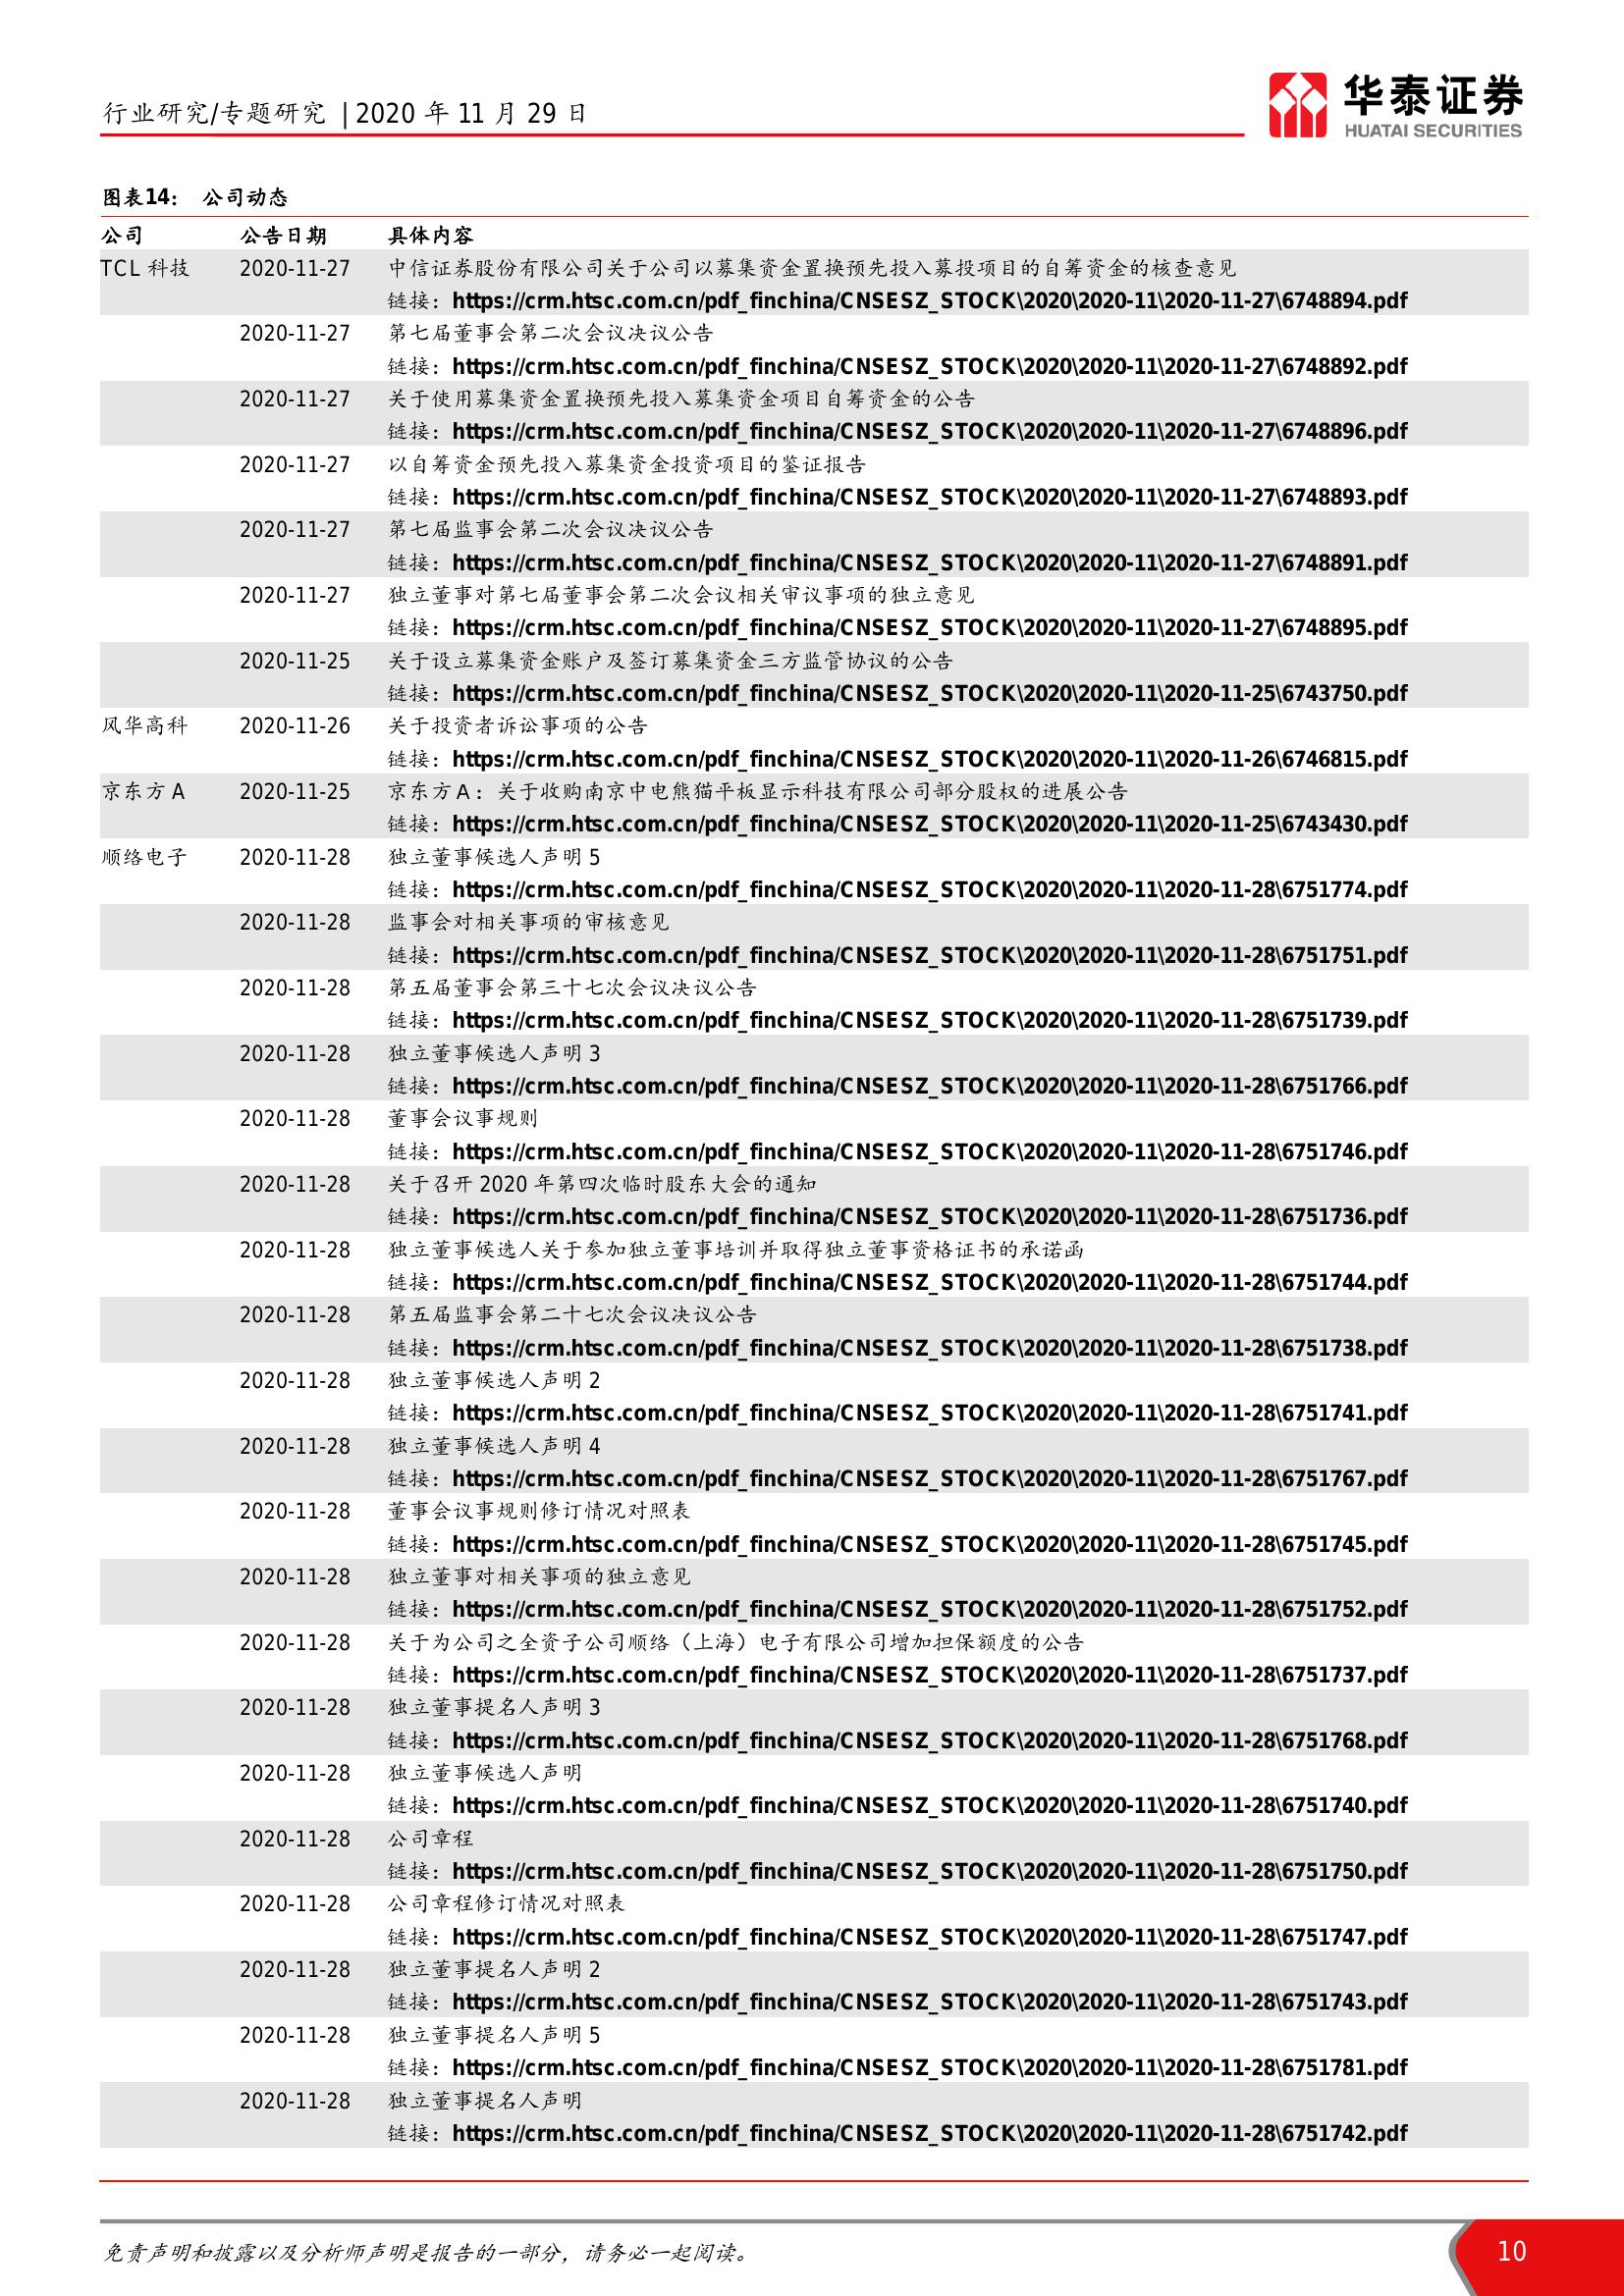 行业研究/专题研究 | 2020 年 11 月 29 日
华泰证券
HUATAI SECURITIES
图表14： 公司动态
公司 公告日期 具体内容
TCL 科技 2020-11-27 中信证券股份有限公司关于公司以募集资金置换预先投入募投项目的自筹资金的核查意见
链接：https://crm.htsc.com.cn/pdf_finchina/CNSESZ_STOCK\2020\2020-11\2020-11-27\6748894.pdf
2020-11-27 第七届董事会第二次会议决议公告
链接：https://crm.htsc.com.cn/pdf_finchina/CNSESZ_STOCK\2020\2020-11\2020-11-27\6748892.pdf
2020-11-27 关于使用募集资金置换预先投入募集资金项目自筹资金的公告
链接：https://crm.htsc.com.cn/pdf_finchina/CNSESZ_STOCK\2020\2020-11\2020-11-27\6748896.pdf
2020-11-27 以自筹资金预先投入募集资金投资项目的鉴证报告
链接：https://crm.htsc.com.cn/pdf_finchina/CNSESZ_STOCK\2020\2020-11\2020-11-27\6748893.pdf
2020-11-27 第七届监事会第二次会议决议公告
链接：https://crm.htsc.com.cn/pdf_finchina/CNSESZ_STOCK\2020\2020-11\2020-11-27\6748891.pdf
2020-11-27 独立董事对第七届董事会第二次会议相关审议事项的独立意见
链接：https://crm.htsc.com.cn/pdf_finchina/CNSESZ_STOCK\2020\2020-11\2020-11-27\6748895.pdf
2020-11-25 关于设立募集资金账户及签订募集资金三方监管协议的公告
链接：https://crm.htsc.com.cn/pdf_finchina/CNSESZ_STOCK\2020\2020-11\2020-11-25\6743750.pdf
风华高科 2020-11-26 关于投资者诉讼事项的公告
链接：https://crm.htsc.com.cn/pdf_finchina/CNSESZ_STOCK\2020\2020-11\2020-11-26\6746815.pdf
京东方 A 2020-11-25 京东方 A：关于收购南京中电熊猫平板显示科技有限公司部分股权的进展公告
链接：https://crm.htsc.com.cn/pdf_finchina/CNSESZ_STOCK\2020\2020-11\2020-11-25\6743430.pdf
顺络电子 2020-11-28 独立董事候选人声明 5
链接：https://crm.htsc.com.cn/pdf_finchina/CNSESZ_STOCK\2020\2020-11\2020-11-28\6751774.pdf
2020-11-28 监事会对相关事项的审核意见
链接：https://crm.htsc.com.cn/pdf_finchina/CNSESZ_STOCK\2020\2020-11\2020-11-28\6751751.pdf
2020-11-28 第五届董事会第三十七次会议决议公告
链接：https://crm.htsc.com.cn/pdf_finchina/CNSESZ_STOCK\2020\2020-11\2020-11-28\6751739.pdf
2020-11-28 独立董事候选人声明 3
链接：https://crm.htsc.com.cn/pdf_finchina/CNSESZ_STOCK\2020\2020-11\2020-11-28\6751766.pdf
2020-11-28 董事会议事规则
链接：https://crm.htsc.com.cn/pdf_finchina/CNSESZ_STOCK\2020\2020-11\2020-11-28\6751746.pdf
2020-11-28 关于召开 2020 年第四次临时股东大会的通知
链接：https://crm.htsc.com.cn/pdf_finchina/CNSESZ_STOCK\2020\2020-11\2020-11-28\6751736.pdf
2020-11-28 独立董事候选人关于参加独立董事培训并取得独立董事资格证书的承诺函
链接：https://crm.htsc.com.cn/pdf_finchina/CNSESZ_STOCK\2020\2020-11\2020-11-28\6751744.pdf
2020-11-28 第五届监事会第二十七次会议决议公告
链接：https://crm.htsc.com.cn/pdf_finchina/CNSESZ_STOCK\2020\2020-11\2020-11-28\6751738.pdf
2020-11-28 独立董事候选人声明 2
链接：https://crm.htsc.com.cn/pdf_finchina/CNSESZ_STOCK\2020\2020-11\2020-11-28\6751741.pdf
2020-11-28 独立董事候选人声明 4
链接：https://crm.htsc.com.cn/pdf_finchina/CNSESZ_STOCK\2020\2020-11\2020-11-28\6751767.pdf
2020-11-28 董事会议事规则修订情况对照表
链接：https://crm.htsc.com.cn/pdf_finchina/CNSESZ_STOCK\2020\2020-11\2020-11-28\6751745.pdf
2020-11-28 独立董事对相关事项的独立意见
链接：https://crm.htsc.com.cn/pdf_finchina/CNSESZ_STOCK\2020\2020-11\2020-11-28\6751752.pdf
2020-11-28 关于为公司之全资子公司顺络（上海）电子有限公司增加担保额度的公告
链接：https://crm.htsc.com.cn/pdf_finchina/CNSESZ_STOCK\2020\2020-11\2020-11-28\6751737.pdf
2020-11-28 独立董事提名人声明 3
链接：https://crm.htsc.com.cn/pdf_finchina/CNSESZ_STOCK\2020\2020-11\2020-11-28\6751768.pdf
2020-11-28 独立董事候选人声明
链接：https://crm.htsc.com.cn/pdf_finchina/CNSESZ_STOCK\2020\2020-11\2020-11-28\6751740.pdf
2020-11-28 公司章程
链接：https://crm.htsc.com.cn/pdf_finchina/CNSESZ_STOCK\2020\2020-11\2020-11-28\6751750.pdf
2020-11-28 公司章程修订情况对照表
链接：https://crm.htsc.com.cn/pdf_finchina/CNSESZ_STOCK\2020\2020-11\2020-11-28\6751747.pdf
2020-11-28 独立董事提名人声明 2
链接：https://crm.htsc.com.cn/pdf_finchina/CNSESZ_STOCK\2020\2020-11\2020-11-28\6751743.pdf
2020-11-28 独立董事提名人声明 5
链接：https://crm.htsc.com.cn/pdf_finchina/CNSESZ_STOCK\2020\2020-11\2020-11-28\6751781.pdf
2020-11-28 独立董事提名人声明
链接：https://crm.htsc.com.cn/pdf_finchina/CNSESZ_STOCK\2020\2020-11\2020-11-28\6751742.pdf
免责声明和披露以及分析师声明是报告的一部分，请务必一起阅读。
10